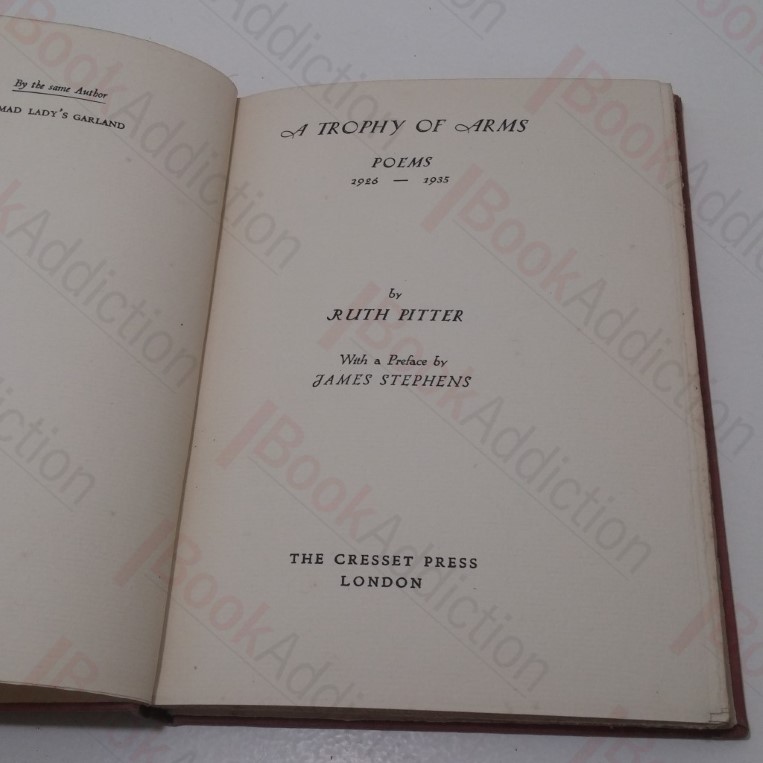 By the same Author
MAD LADY'S GARLAND
A TROPHY OF ARMS
POEMS
1926 — 1935
by
RUTH PITTER
With a Preface by
JAMES STEPHENS
THE CRESSET PRESS
LONDON
BookAddiction